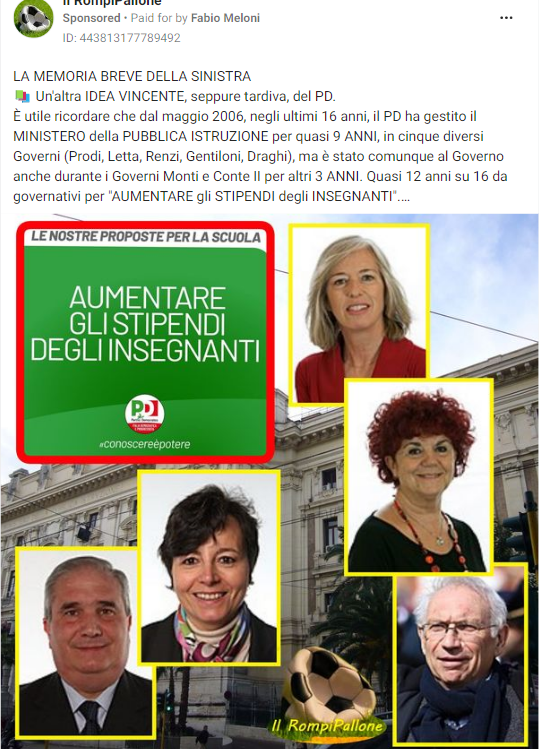 Il RompiPallone
Sponsored • Paid for by Fabio Meloni
ID: 443813177789492
LA MEMORIA BREVE DELLA SINISTRA
Un'altra IDEA VINCENTE, seppure tardiva, del PD.
È utile ricordare che dal maggio 2006, negli ultimi 16 anni, il PD ha gestito il
MINISTERO della PUBBLICA ISTRUZIONE per quasi 9 ANNI, in cinque diversi
Governi (Prodi, Letta, Renzi, Gentiloni, Draghi), ma è stato comunque al Governo
anche durante i Governi Monti e Conte II per altri 3 ANNI. Quasi 12 anni su 16 da
governativi per "AUMENTARE gli STIPENDI degli INSEGNANTI"....
LE NOSTRE PROPOSTE PER LA SCUOLA
AUMENTARE
GLI STIPENDI
DEGLI INSEGNANTI
PD
#conoscereèpotere
Il RompiPallone